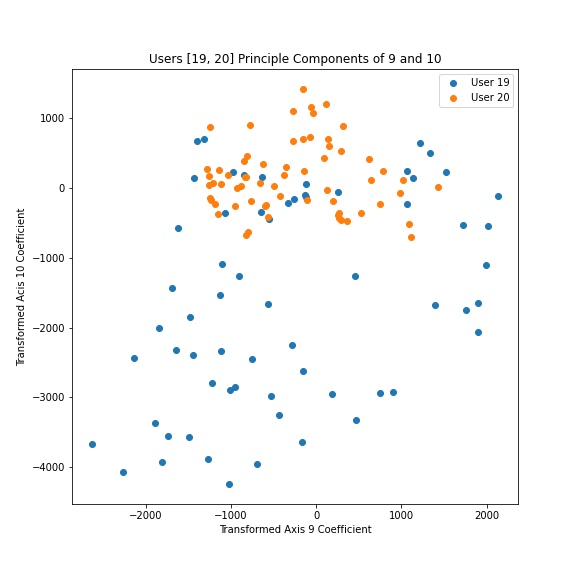 Users [19, 20] Principle Components of 9 and 10
User 19
User 20
1000
0
−1000
−2000
−3000
−4000
Transformed Acis 10 Coefficient
−2000
−1000
0
1000
2000
Transformed Axis 9 Coefficient